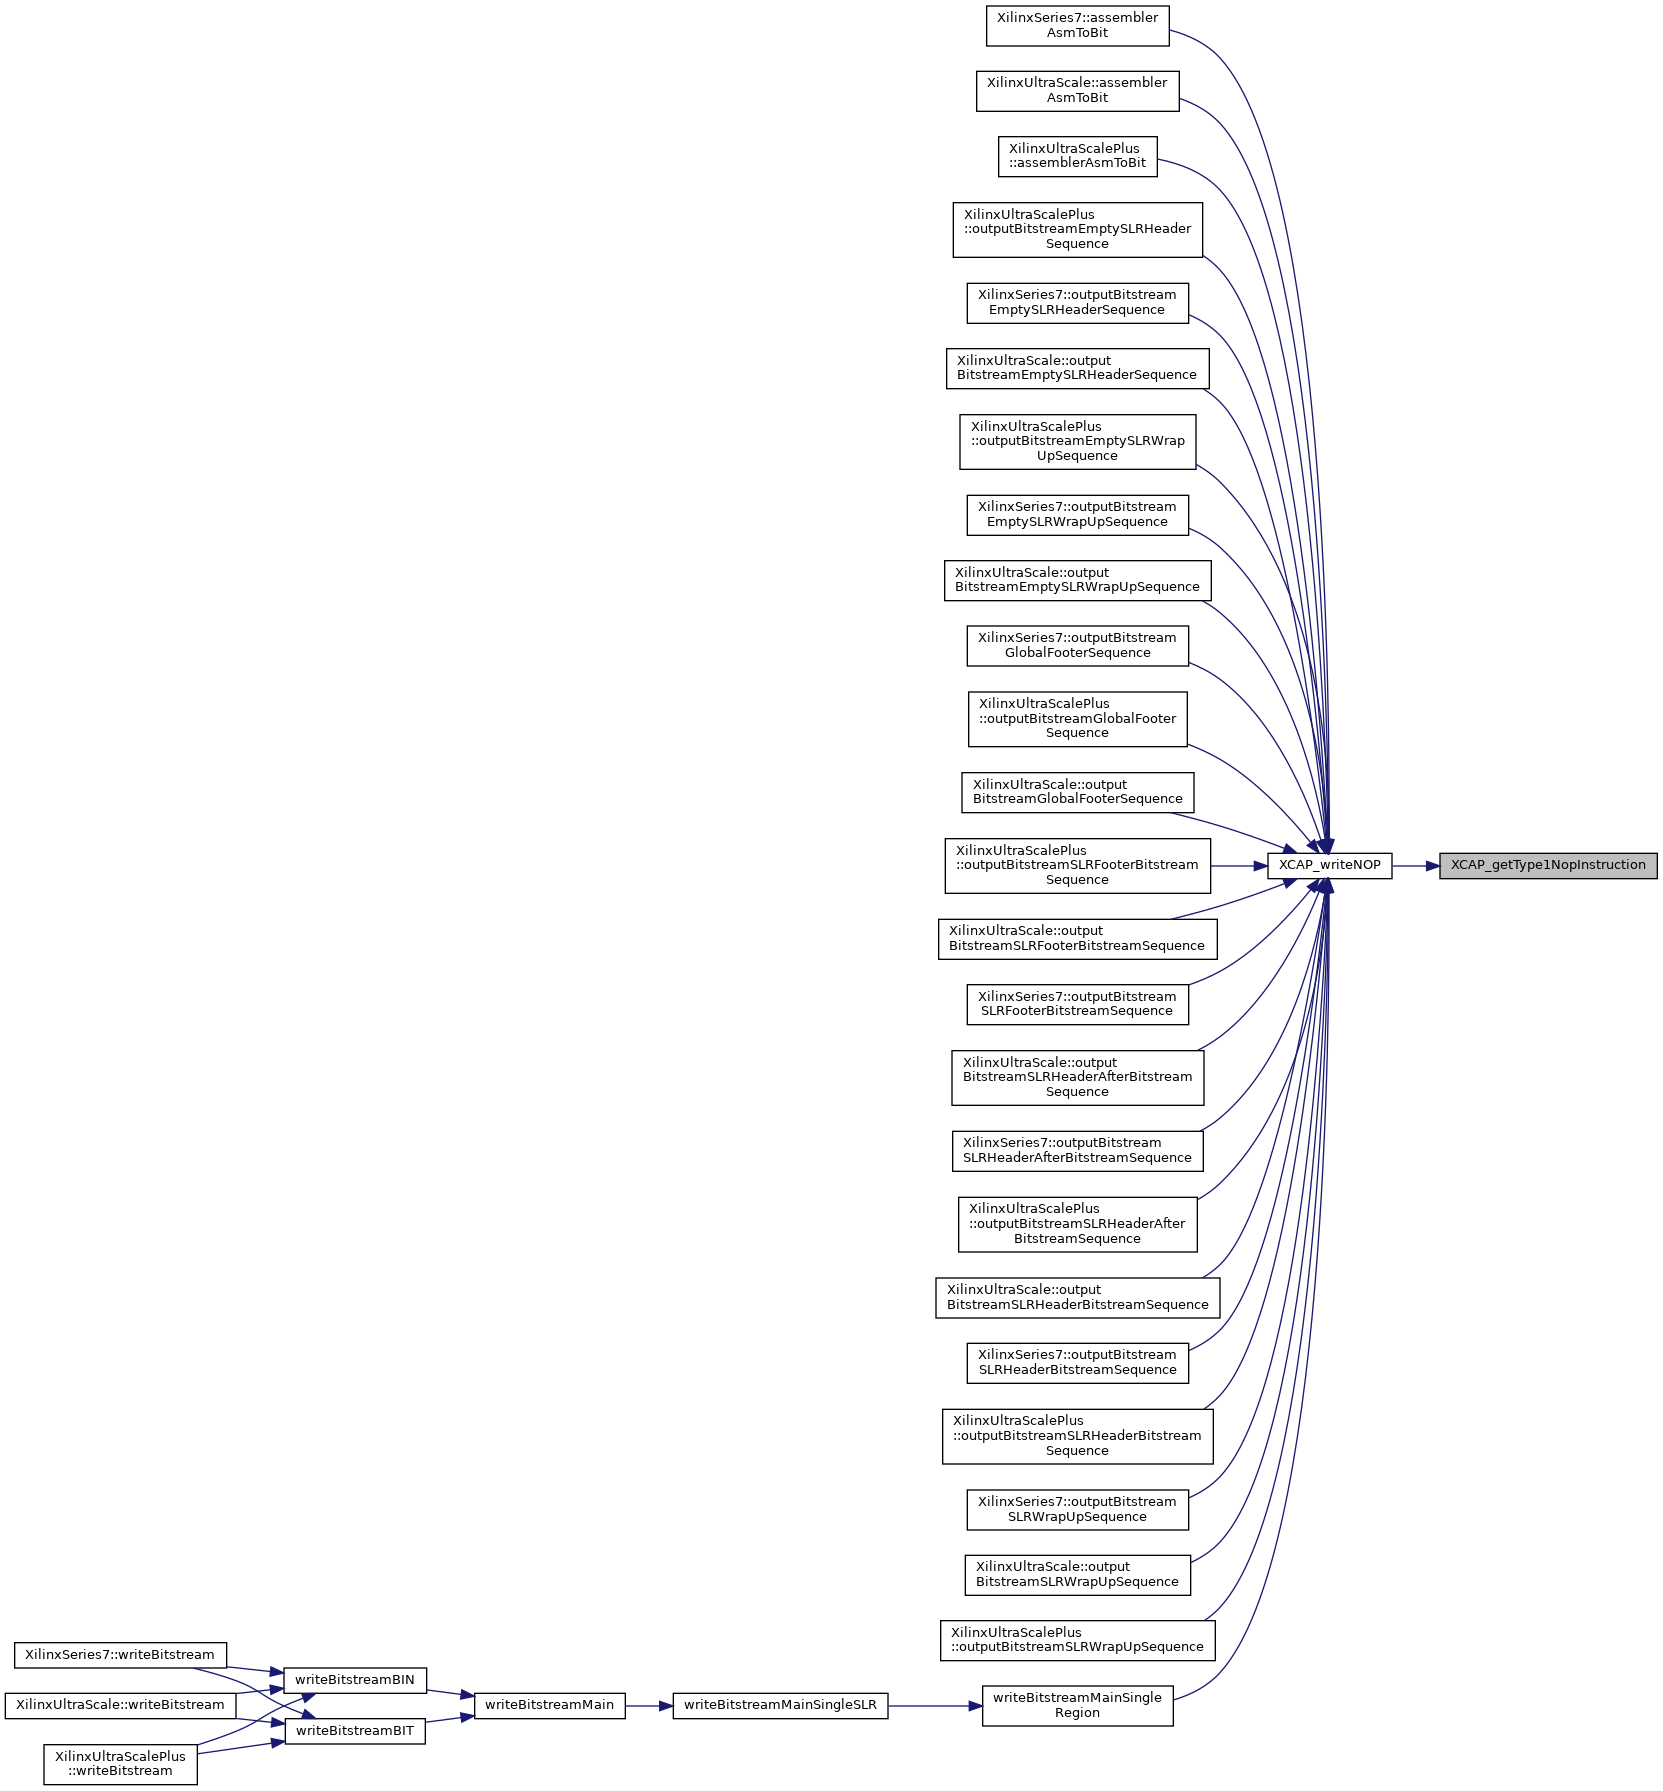 XilinxSeries7::assembler
AsmToBit
XilinxUltraScale::assembler
AsmToBit
XilinxUltraScalePlus
::assemblerAsmToBit
XilinxUltraScalePlus
::outputBitstreamEmptySLRHeader
Sequence
XilinxSeries7::outputBitstream
EmptySLRHeaderSequence
XilinxUltraScale::output
BitstreamEmptySLRHeaderSequence
XilinxUltraScalePlus
::outputBitstreamEmptySLRWrap
UpSequence
XilinxSeries7::outputBitstream
EmptySLRWrapUpSequence
XilinxUltraScale::output
BitstreamEmptySLRWrapUpSequence
XilinxSeries7::outputBitstream
GlobalFooterSequence
XilinxUltraScalePlus
::outputBitstreamGlobalFooter
Sequence
XilinxUltraScale::output
BitstreamGlobalFooterSequence
XilinxUltraScalePlus
::outputBitstreamSLRFooterBitstream
Sequence
XCAP_writeNOP
XCAP_getType1NopInstruction
XilinxUltraScale::output
BitstreamSLRFooterBitstreamSequence
XilinxSeries7::outputBitstream
SLRFooterBitstreamSequence
XilinxUltraScale::output
BitstreamSLRHeaderAfterBitstream
Sequence
XilinxSeries7::outputBitstream
SLRHeaderAfterBitstreamSequence
XilinxUltraScalePlus
::outputBitstreamSLRHeaderAfter
BitstreamSequence
XilinxUltraScale::output
BitstreamSLRHeaderBitstreamSequence
XilinxSeries7::outputBitstream
SLRHeaderBitstreamSequence
XilinxUltraScalePlus
::outputBitstreamSLRHeaderBitstream
Sequence
XilinxSeries7::outputBitstream
SLRWrapUpSequence
XilinxUltraScale::output
BitstreamSLRWrapUpSequence
XilinxUltraScalePlus
::outputBitstreamSLRWrapUpSequence
XilinxSeries7::writeBitstream
XilinxUltraScale::writeBitstream
XilinxUltraScalePlus
::writeBitstream
writeBitstreamBIN
writeBitstreamBIT
writeBitstreamMain
writeBitstreamMainSingleSLR
writeBitstreamMainSingle
Region